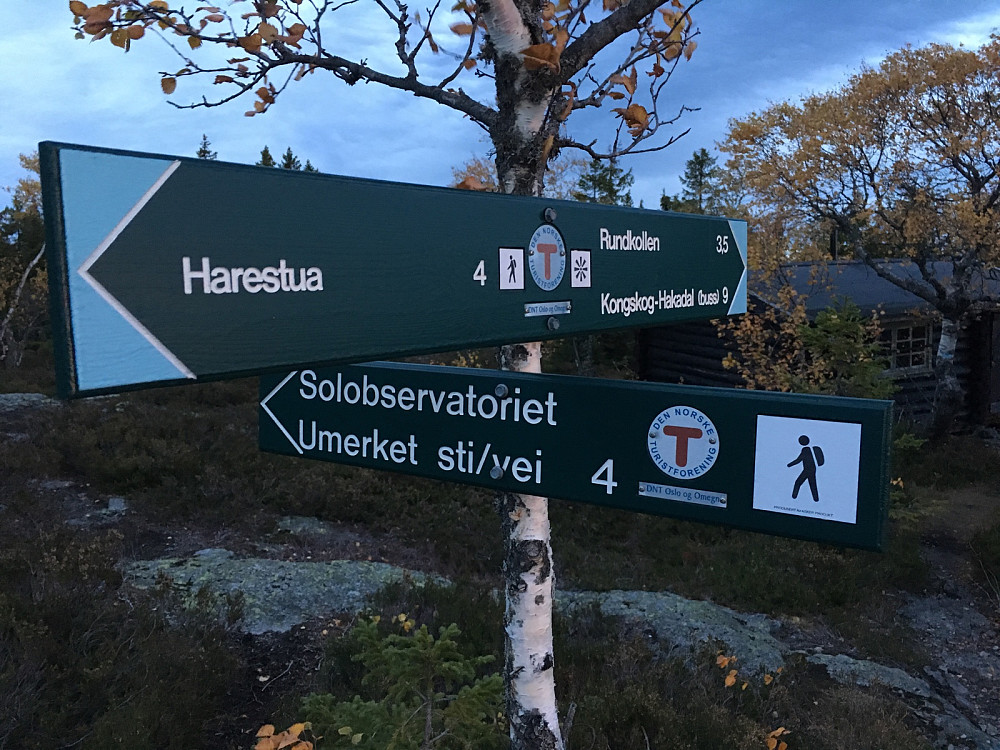 Harestua 4
DEN NORSKE
T
TURISTFORENING
DNT Oslo og Omegn
Rundkollen 3,5
Kongskog-Hakadal (buss) 9
Solobservatoriet
Umerket sti/vei 4
DEN NORSKE
T
TURISTFORENING
DNT Oslo og Omegn